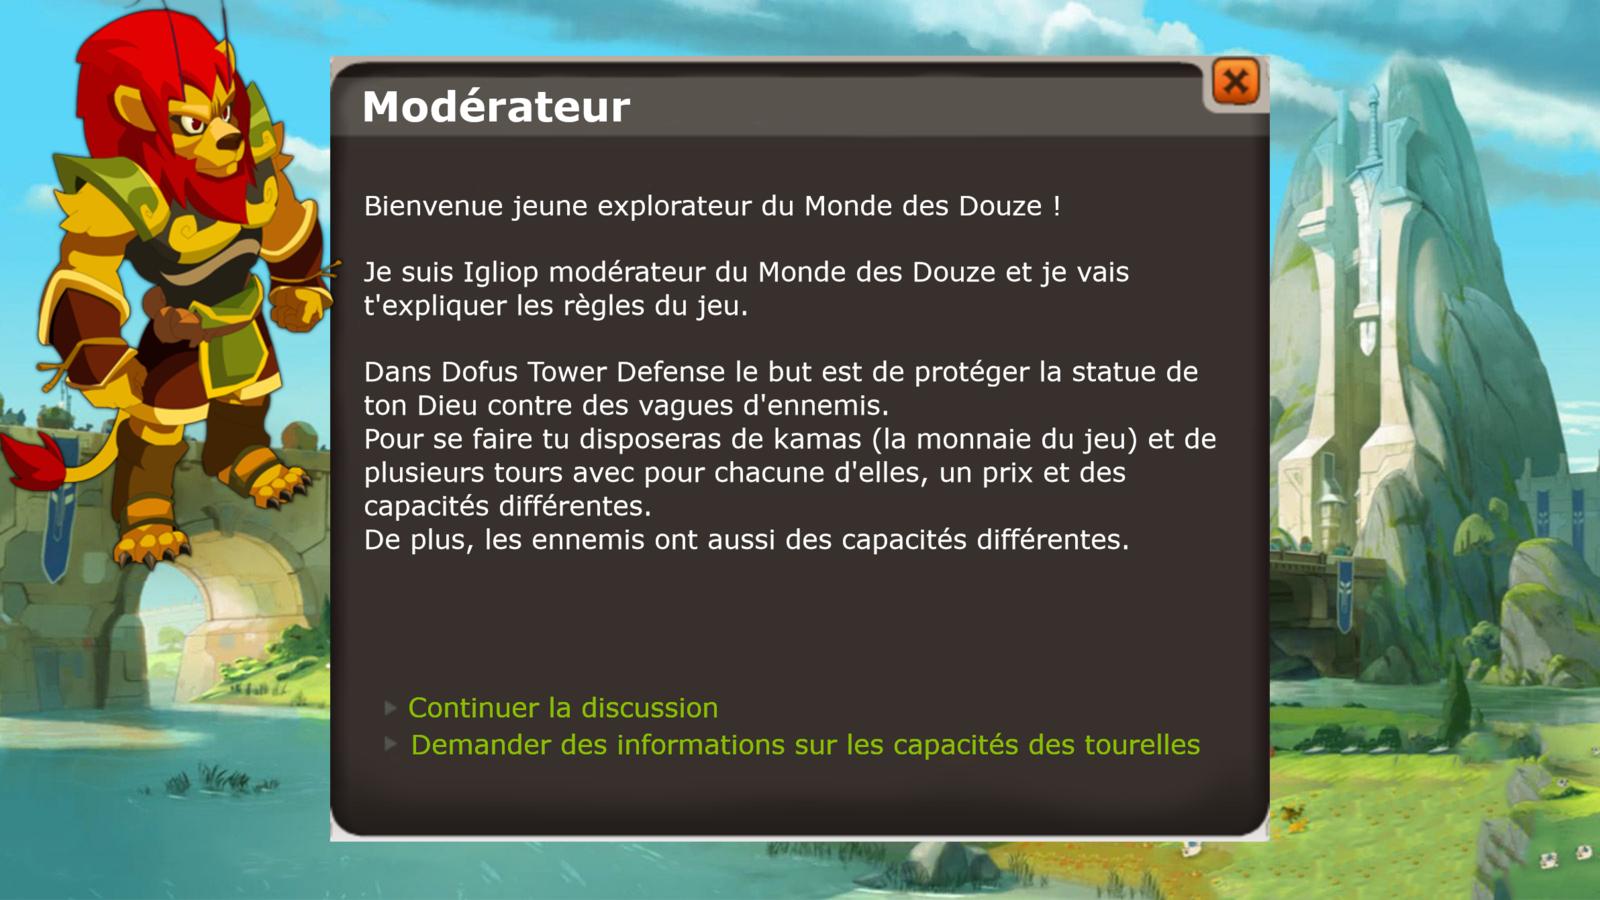 Modérateur
Bienvenue jeune explorateur du Monde des Douze !
Je suis Igliop modérateur du Monde des Douze et je vais
t'expliquer les règles du jeu.
Dans Dofus Tower Defense le but est de protéger la statue de
ton Dieu contre des vagues d'ennemis.
Pour se faire tu disposeras de kamas (la monnaie du jeu) et de
plusieurs tours avec pour chacune d'elles, un prix et des
capacités différentes.
De plus, les ennemis ont aussi des capacités différentes.
Continuer la discussion
Demander des informations sur les capacités des tourelles